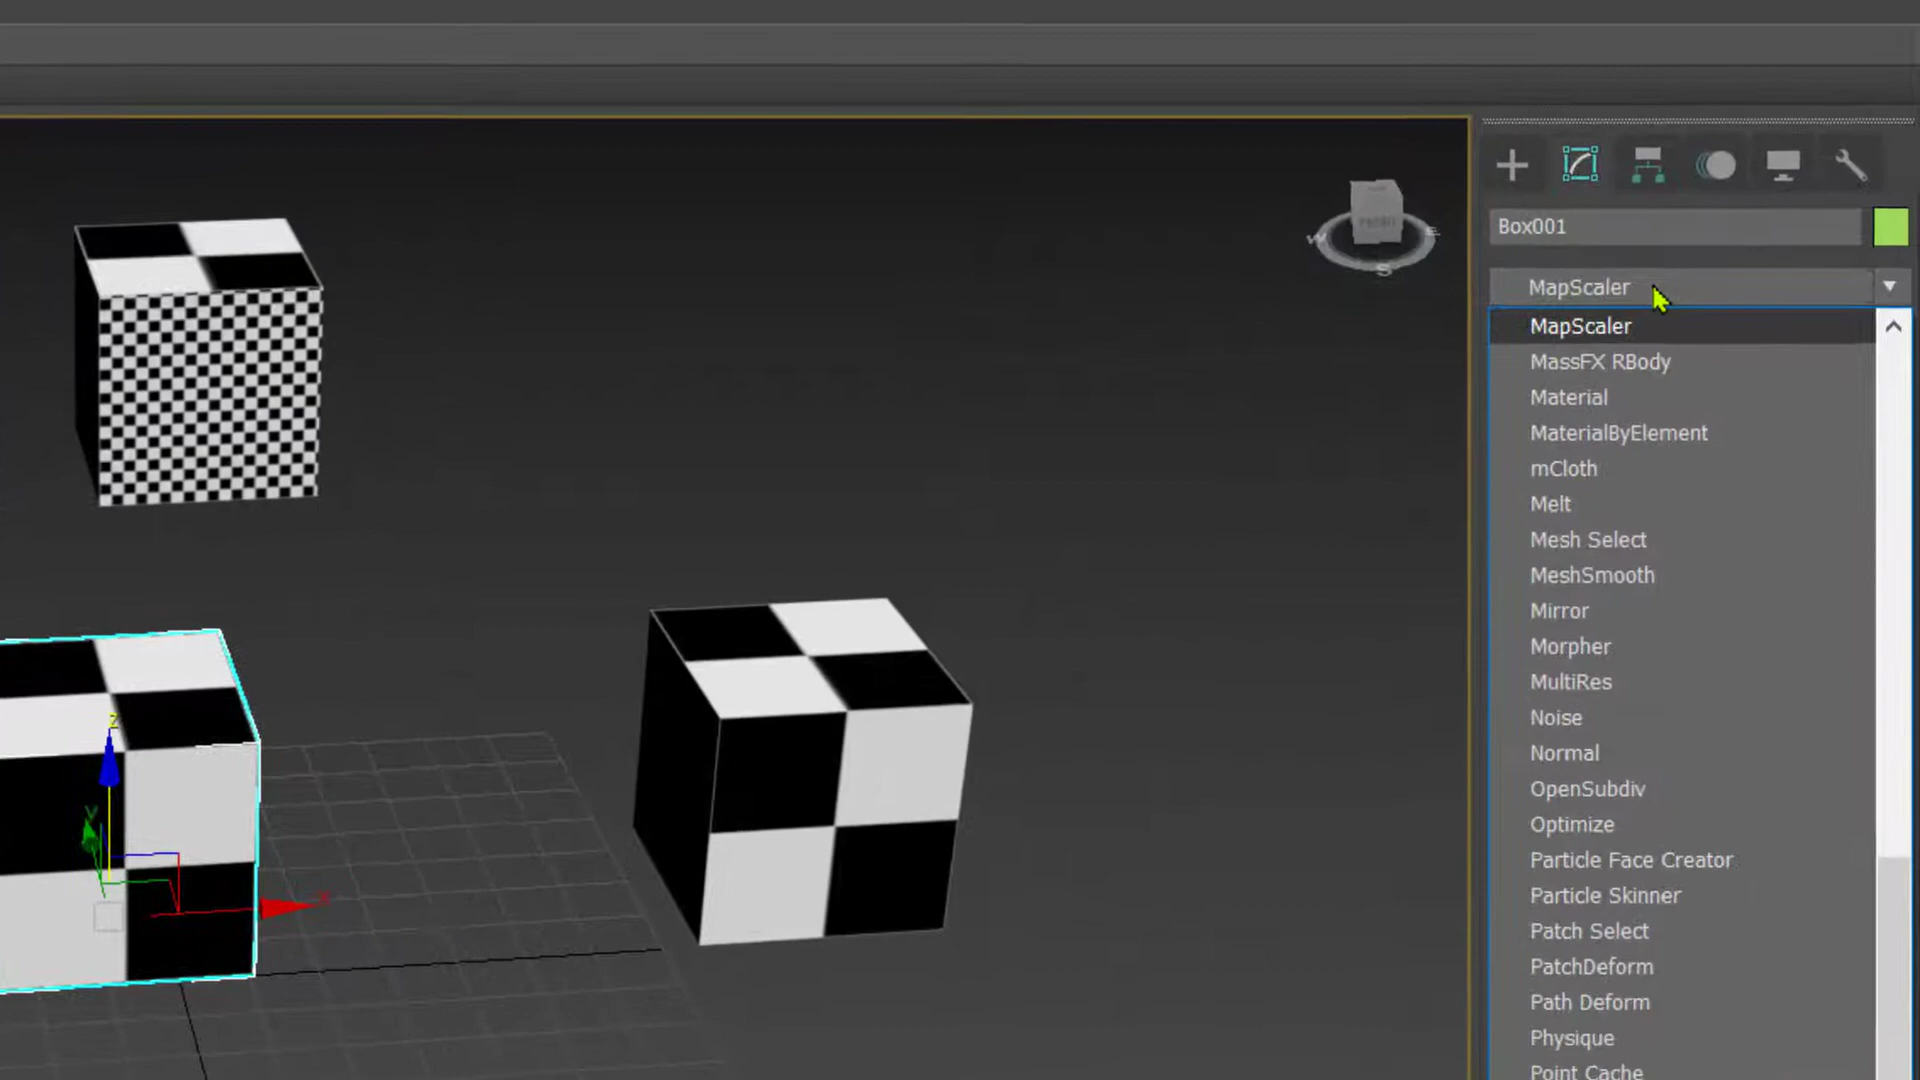 Box001
MapScaler
MapScaler
MassFX RBody
Material
MaterialByElement
mCloth
Melt
Mesh Select
MeshSmooth
Mirror
Morpher
MultiRes
Noise
Normal
OpenSubdiv
Optimize
Particle Face Creator
Particle Skinner
Patch Select
PatchDeform
Path Deform
Physique
Point Cache
W
E
S
z
y
x